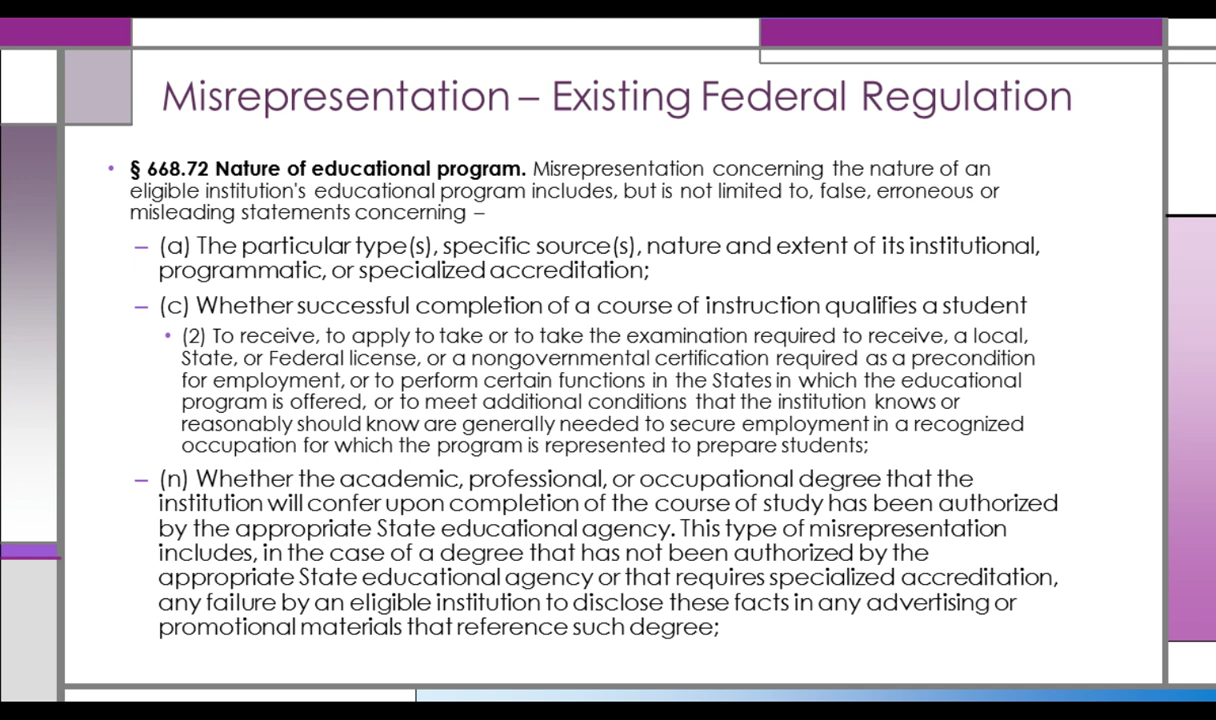 Misrepresentation – Existing Federal Regulation
• § 668.72 Nature of educational program. Misrepresentation concerning the nature of an
eligible institution's educational program includes, but is not limited to, false, erroneous or
misleading statements concerning –
– (a) The particular type(s), specific source(s), nature and extent of its institutional,
programmatic, or specialized accreditation;
– (c) Whether successful completion of a course of instruction qualifies a student
• (2) To receive, to apply to take or to take the examination required to receive, a local,
State, or Federal license, or a nongovernmental certification required as a precondition
for employment, or to perform certain functions in the States in which the educational
program is offered, or to meet additional conditions that the institution knows or
reasonably should know are generally needed to secure employment in a recognized
occupation for which the program is represented to prepare students;
– (n) Whether the academic, professional, or occupational degree that the
institution will confer upon completion of the course of study has been authorized
by the appropriate State educational agency. This type of misrepresentation
includes, in the case of a degree that has not been authorized by the
appropriate State educational agency or that requires specialized accreditation,
any failure by an eligible institution to disclose these facts in any advertising or
promotional materials that reference such degree;